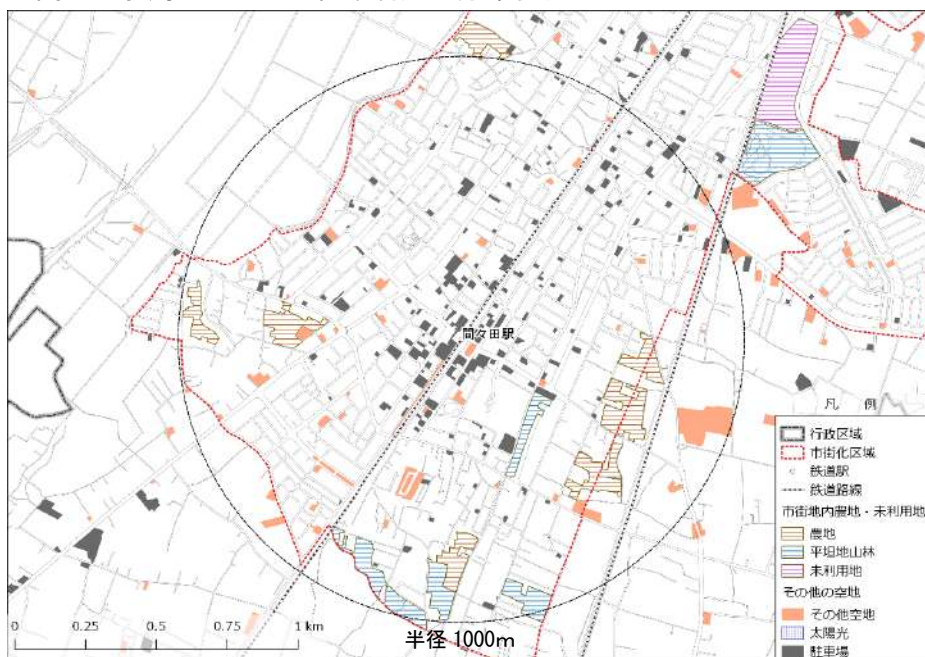 間々田駅
凡 例
行政区域
市街化区域
鉄道駅
鉄道路線
市街地内農地・未利用地
農地
平坦地山林
未利用地
その他の空地
その他空地
太陽光
駐車場
0 0.25 0.5 0.75 1 km
半径 1000m